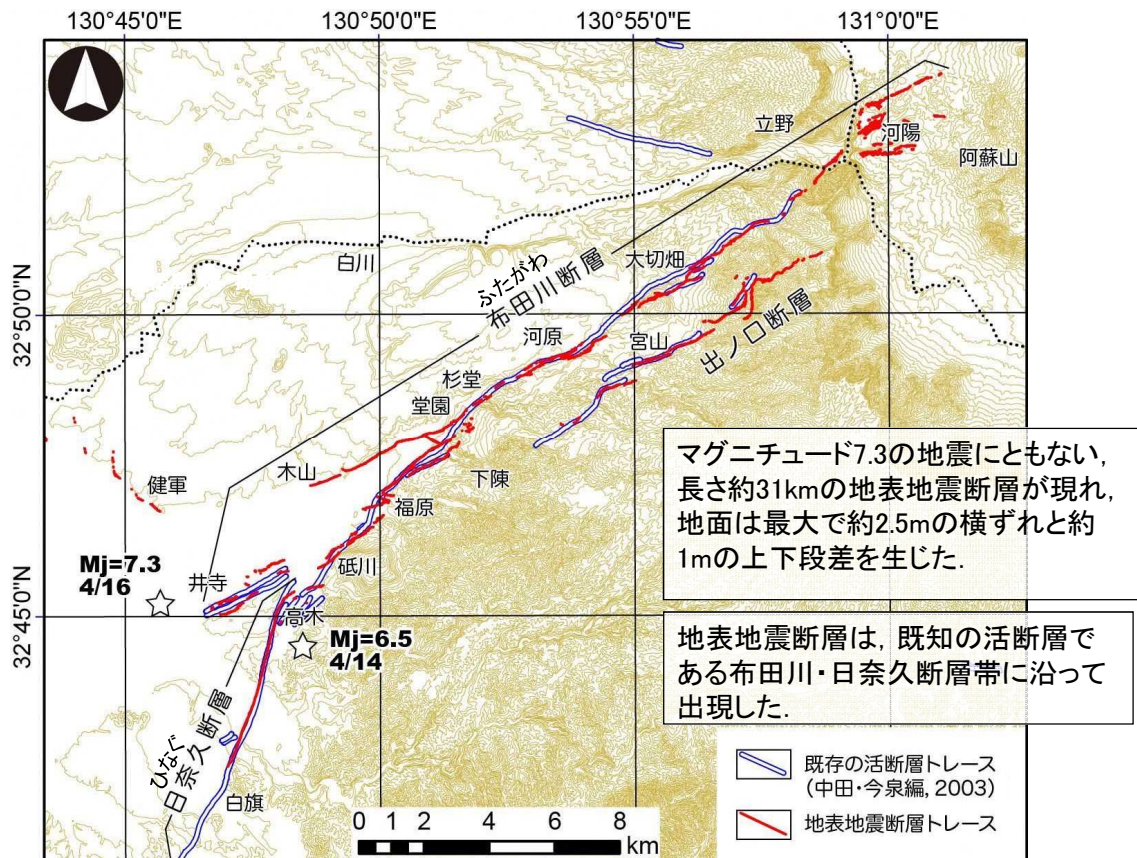 130°45'0"E
130°50'0"E
130°55'0"E
131°0'0"E
立野
河陽
阿蘇山
白川
大切畑
ふたがわ
布田川断層
32°50'0"N
河原
宮山
出ノ口断層
杉堂
堂園
木山
下陳
健軍
福原
マグニチュード7.3の地震にともない,
長さ約31kmの地表地震断層が現れ,
地面は最大で約2.5mの横ずれと約
1mの上下段差を生じた.
Mj=7.3
4/16
井寺
砥川
32°45'0"N
高木
Mj=6.5
4/14
地表地震断層は, 既知の活断層で
ある布田川・日奈久断層帯に沿って
出現した.
ひなぐ
日奈久断層
白旗
既存の活断層トレース
(中田・今泉編, 2003)
地表地震断層トレース
0 1 2 4 6 8
km